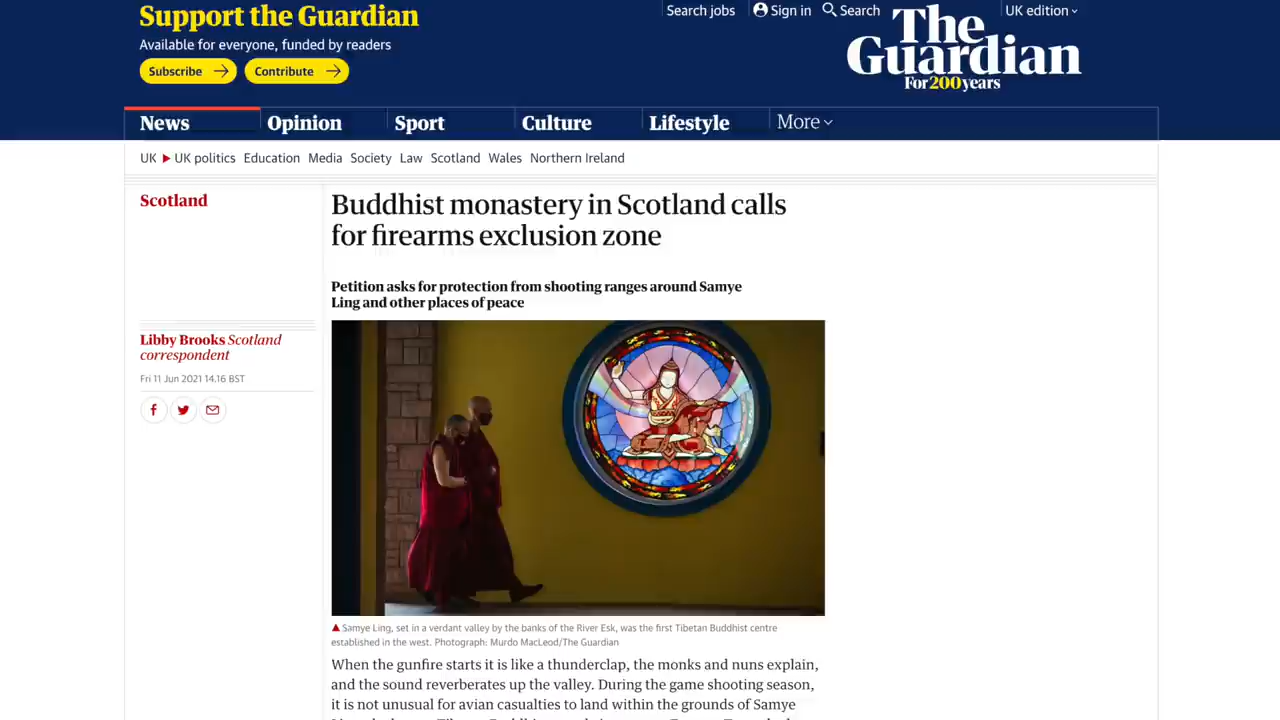 Support the Guardian
Available for everyone, funded by readers
Subscribe
Contribute
Search jobs
Sign in
Search
UK edition
The
Guardian
For 200 years
News
Opinion
Sport
Culture
Lifestyle
More
UK
UK politics
Education
Media
Society
Law
Scotland
Wales
Northern Ireland
Scotland
Buddhist monastery in Scotland calls
for firearms exclusion zone
Petition asks for protection from shooting ranges around Samye
Ling and other places of peace
Libby Brooks Scotland
correspondent
Fri 11 Jun 2021 14.16 BST
Samye Ling, set in a verdant valley by the banks of the River Esk, was the first Tibetan Buddhist centre
established in the west. Photograph: Murdo MacLeod/The Guardian
When the gunfire starts it is like a thunderclap, the monks and nuns explain,
and the sound reverberates up the valley. During the game shooting season,
it is not unusual for avian casualties to land within the grounds of Samye